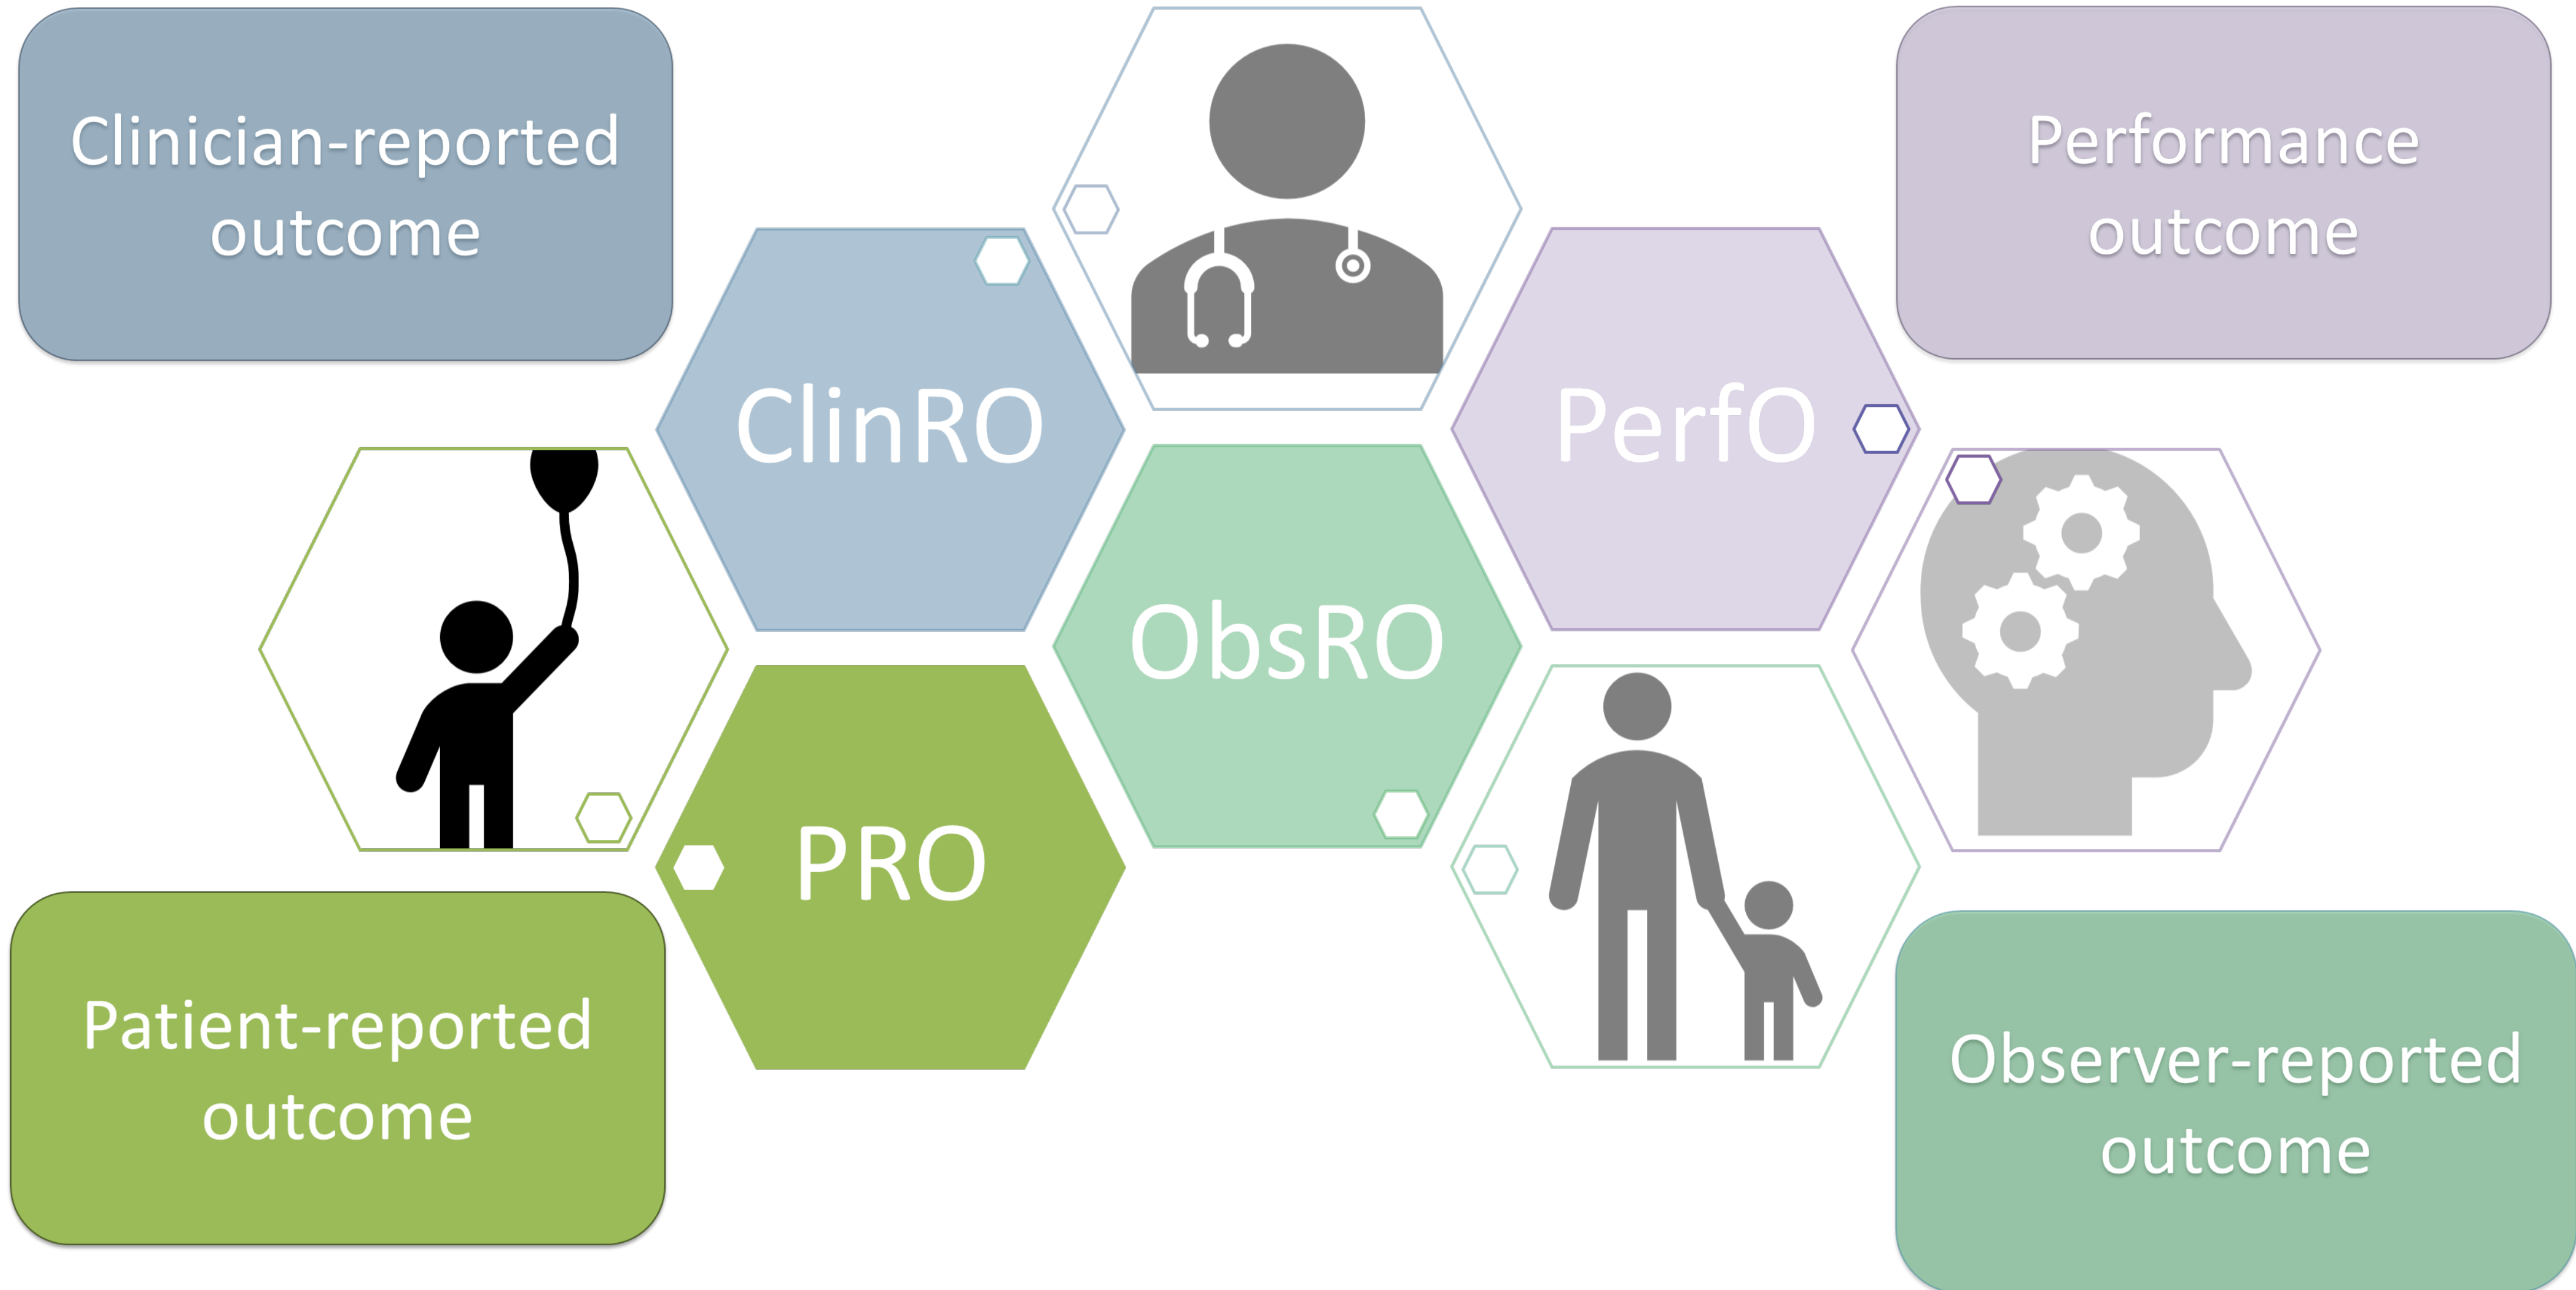 Clinician-reported
outcome
Performance
outcome
ClinRO
PerfO
ObsRO
PRO
Patient-reported
outcome
Observer-reported
outcome